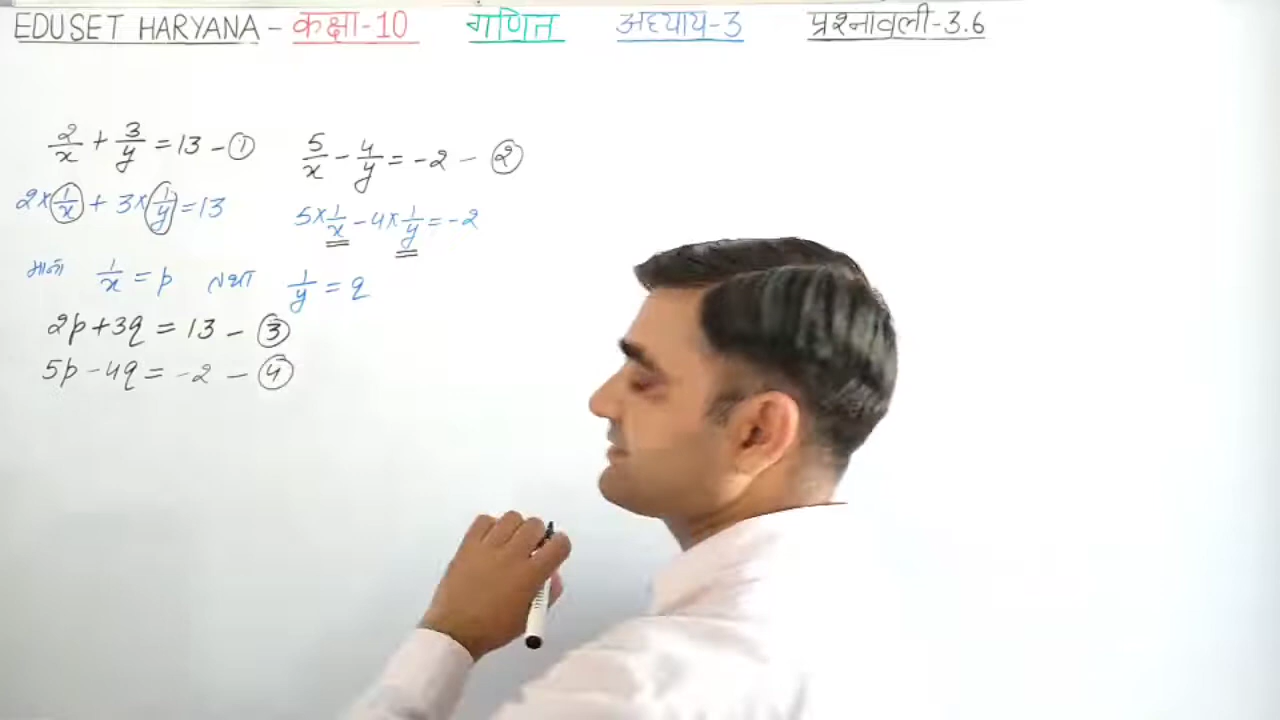 EDUSET HARYANA – कक्षा-10 गणित अध्याय-3 प्रश्नावली-3.6
2/x + 3/y = 13 – ① 5/x – 4/y = -2 – ②
2×1/x + 3×1/y = 13 5×1/x – 4×1/y = -2
माना 1/x = p तथा 1/y = q
2p+3q = 13 – ③
5p – 4q = -2 – ④